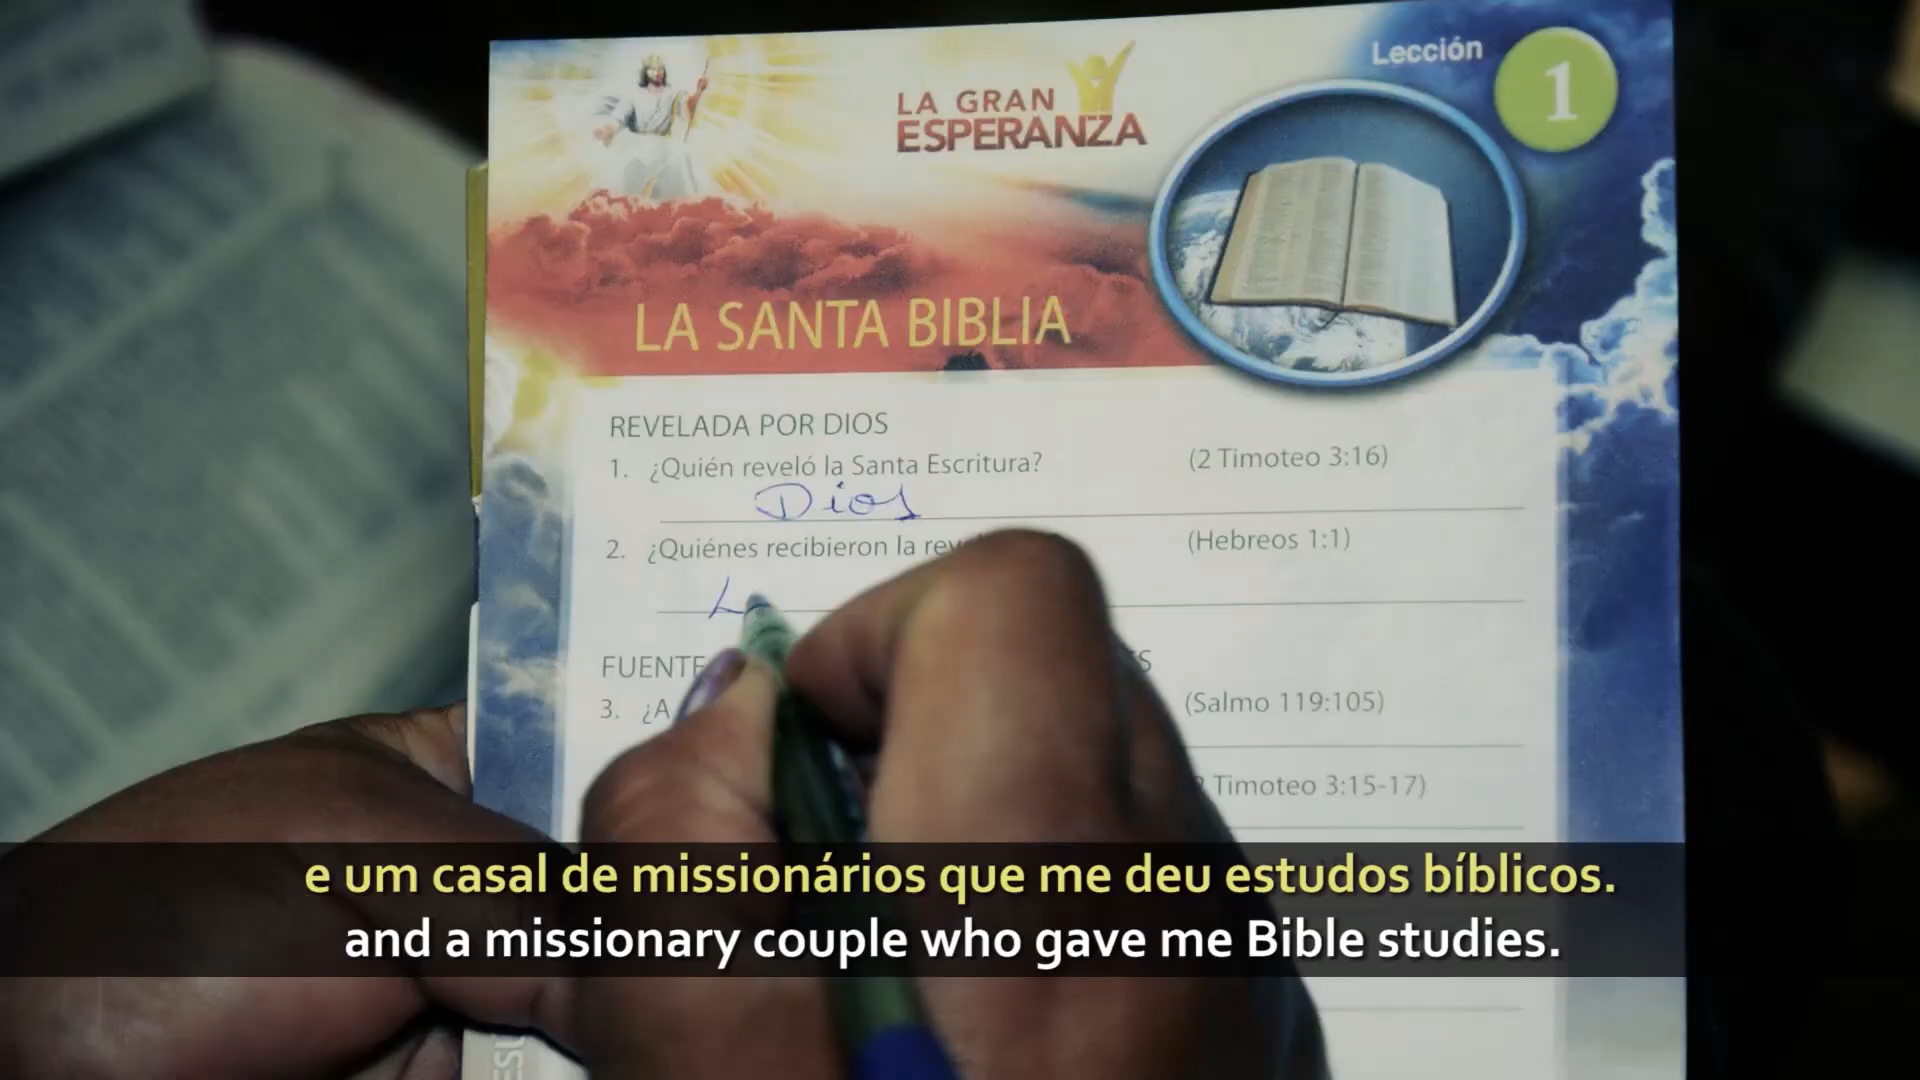 Lección 1
LA GRAN
ESPERANZA
LA SANTA BIBLIA
REVELADA POR DIOS
1. ¿Quién reveló la Santa Escritura? (2 Timoteo 3:16)
Dios
2. ¿Quiénes recibieron la (Hebreos 1:1)
L
FUENTE
3. ¿A (Salmo 119:105)
Timoteo 3:15-17)
e um casal de missionários que me deu estudos bíblicos.
and a missionary couple who gave me Bible studies.